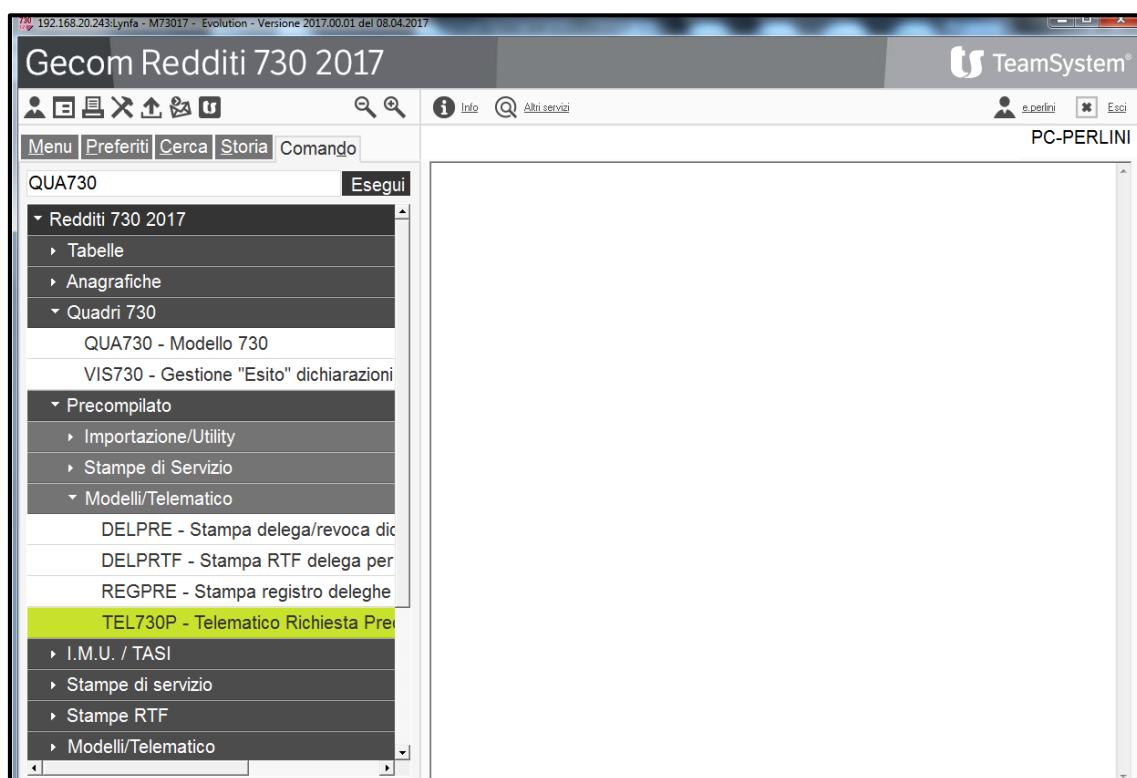 192.168.20.243:Lynfa - M73017 - Evolution - Versione 2017.00.01 del 08.04.2017
Gecom Redditi 730 2017
TeamSystem®
Info Altri servizi e.perlini Esci
Menu Preferiti Cerca Storia Comando
PC-PERLINI
QUA730 Esegui
Redditi 730 2017
Tabelle
Anagrafiche
Quadri 730
QUA730 - Modello 730
VIS730 - Gestione "Esito" dichiarazioni
Precompilato
Importazione/Utility
Stampe di Servizio
Modelli/Telematico
DELPRE - Stampa delega/revoca dic
DELPRTF - Stampa RTF delega per
REGPRE - Stampa registro deleghe
TEL730P - Telematico Richiesta Prec
I.M.U. / TASI
Stampe di servizio
Stampe RTF
Modelli/Telematico